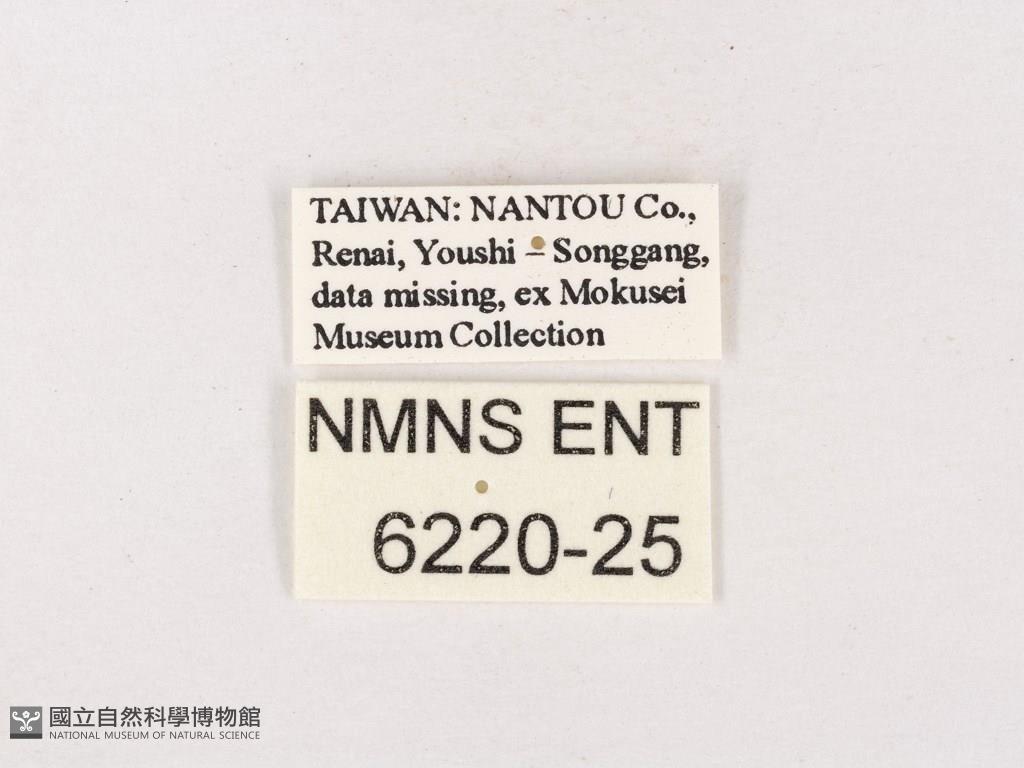 TAIWAN: NANTOU Co.,
Renai, Youshi – Songgang,
data missing, ex Mokusei
Museum Collection
NMNS ENT
6220-25
國立自然科學博物館
NATIONAL MUSEUM OF NATURAL SCIENCE